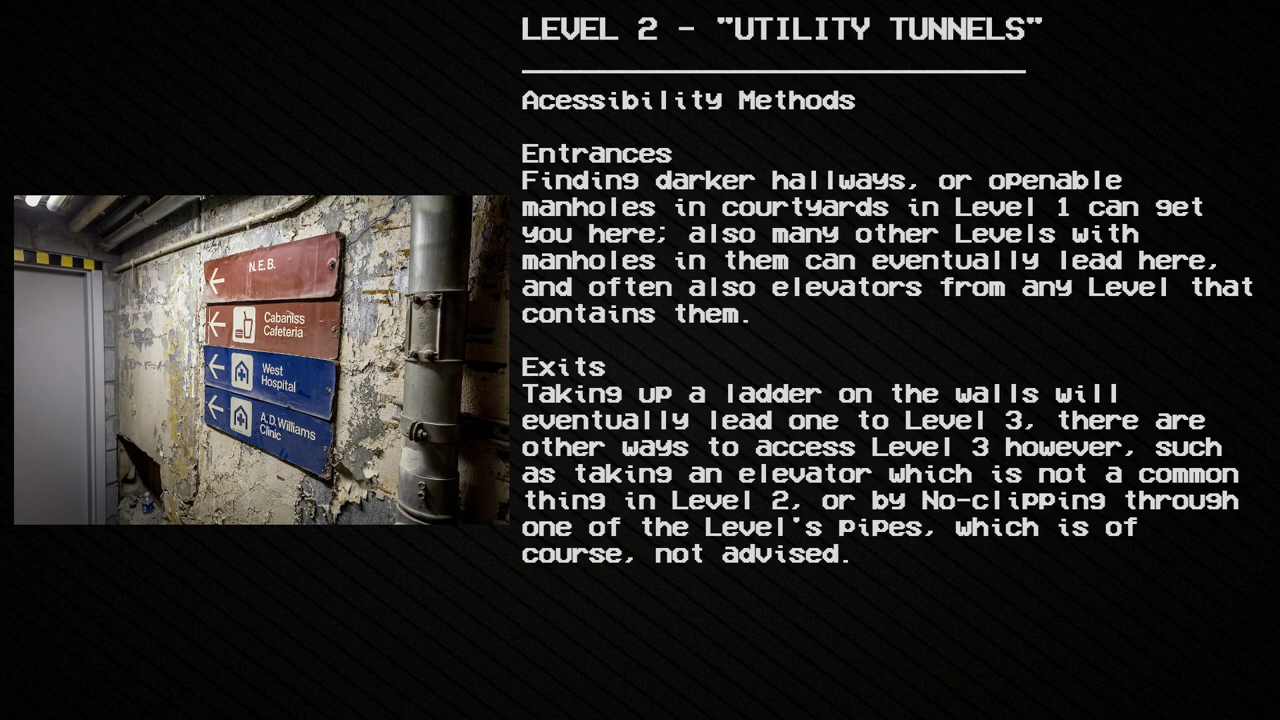 LEVEL 2 - "UTILITY TUNNELS"
Acessibility Methods
Entrances
Finding darker hallways, or openable
manholes in courtyards in Level 1 can get
you here; also many other Levels with
manholes in them can eventually lead here,
and often also elevators from any Level that
contains them.
Exits
Taking up a ladder on the walls will
eventually lead one to Level 3, there are
other ways to access Level 3 however, such
as taking an elevator which is not a common
thing in Level 2, or by No-clipping through
one of the Level's pipes, which is of
course, not advised.
N.E.B.
Cabaniss
Cafeteria
West
Hospital
A.D.Williams
Clinic